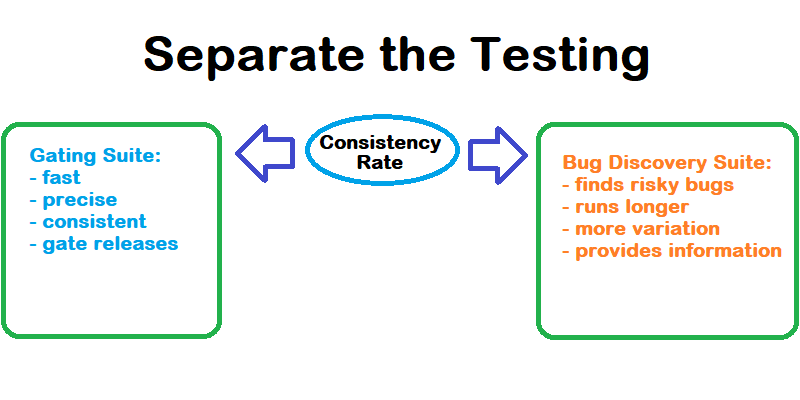 Separate the Testing
Consistency
Rate
Gating Suite:
- fast
- precise
- consistent
- gate releases
Bug Discovery Suite:
- finds risky bugs
- runs longer
- more variation
- provides information